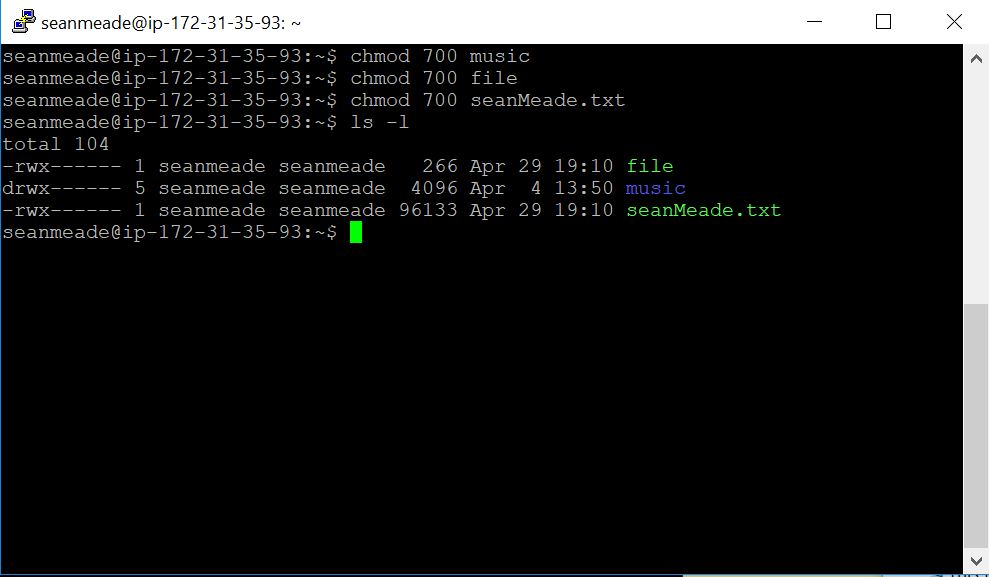 seanmeade@ip-172-31-35-93: ~
seanmeade@ip-172-31-35-93:~$ chmod 700 music
seanmeade@ip-172-31-35-93:~$ chmod 700 file
seanmeade@ip-172-31-35-93:~$ chmod 700 seanMeade.txt
seanmeade@ip-172-31-35-93:~$ ls -l
total 104
-rwx------ 1 seanmeade seanmeade   266 Apr 29 19:10 file
drwx------ 5 seanmeade seanmeade  4096 Apr  4 13:50 music
-rwx------ 1 seanmeade seanmeade 96133 Apr 29 19:10 seanMeade.txt
seanmeade@ip-172-31-35-93:~$